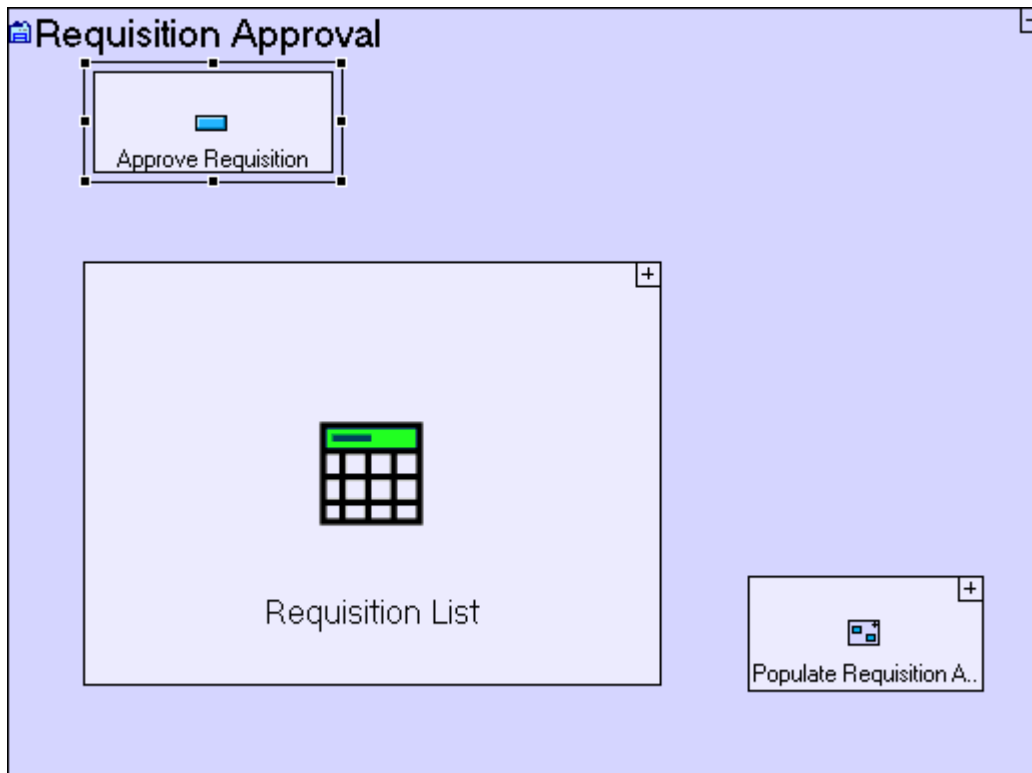 Requisition Approval
Approve Requisition
Requisition List
Populate Requisition A..